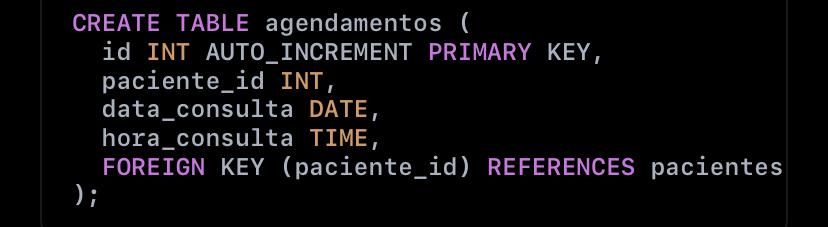 CREATE TABLE agendamentos (
id INT AUTO_INCREMENT PRIMARY KEY,
paciente_id INT,
data_consulta DATE,
hora_consulta TIME,
FOREIGN KEY (paciente_id) REFERENCES pacientes
);